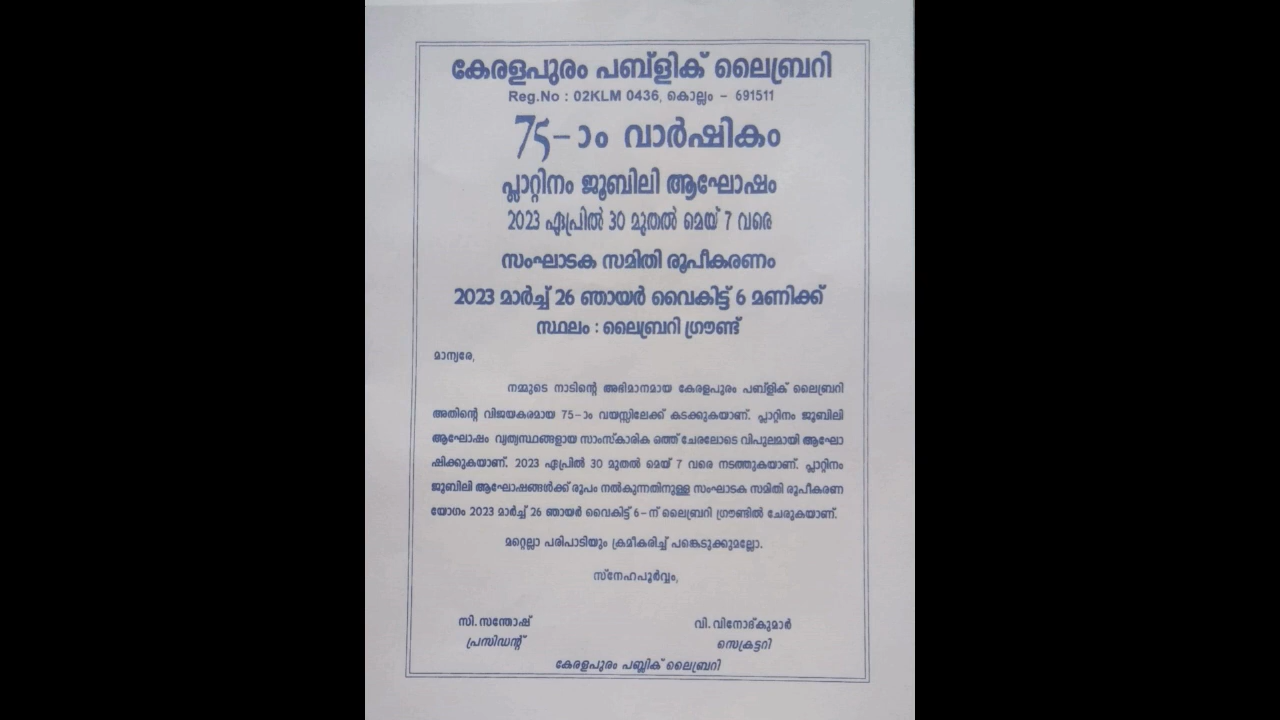 കേരളപുരം പബ്ളിക് ലൈബ്രറി
Reg.No : 02KLM 0436, കൊല്ലം - 691511
75-ാം വാർഷികം
പ്ലാറ്റിനം ജൂബിലി ആഘോഷം
2023 ഏപ്രിൽ 30 മുതൽ മെയ് 7 വരെ
സംഘാടക സമിതി രൂപീകരണം
2023 മാർച്ച് 26 ഞായർ വൈകിട്ട് 6 മണിക്ക്
സ്ഥലം : ലൈബ്രറി ഗ്രൗണ്ട്
മാന്യരേ,
നമ്മുടെ നാടിന്റെ അഭിമാനമായ കേരളപുരം പബ്ളിക് ലൈബ്രറി
അതിന്റെ വിജയകരമായ 75-ാം വയസ്സിലേക്ക് കടക്കുകയാണ്. പ്ലാറ്റിനം ജൂബിലി
ആഘോഷം വ്യത്യസ്ഥങ്ങളായ സാംസ്കാരിക ഒത്ത് ചേരലോടെ വിപുലമായി ആഘോ
ഷിക്കുകയാണ്. 2023 ഏപ്രിൽ 30 മുതൽ മെയ് 7 വരെ നടത്തുകയാണ്. പ്ലാറ്റിനം
ജൂബിലി ആഘോഷങ്ങൾക്ക് രൂപം നൽകുന്നതിനുള്ള സംഘാടക സമിതി രൂപീകരണ
യോഗം 2023 മാർച്ച് 26 ഞായർ വൈകിട്ട് 6-ന് ലൈബ്രറി ഗ്രൗണ്ടിൽ ചേരുകയാണ്.
മറ്റെല്ലാ പരിപാടിയും ക്രമീകരിച്ച് പങ്കെടുക്കുമല്ലോ.
സ്നേഹപൂർവ്വം,
സി.സന്തോഷ് വി.വിനോദ്കുമാർ
പ്രസിഡന്റ് സെക്രട്ടറി
കേരളപുരം പബ്ലിക് ലൈബ്രറി